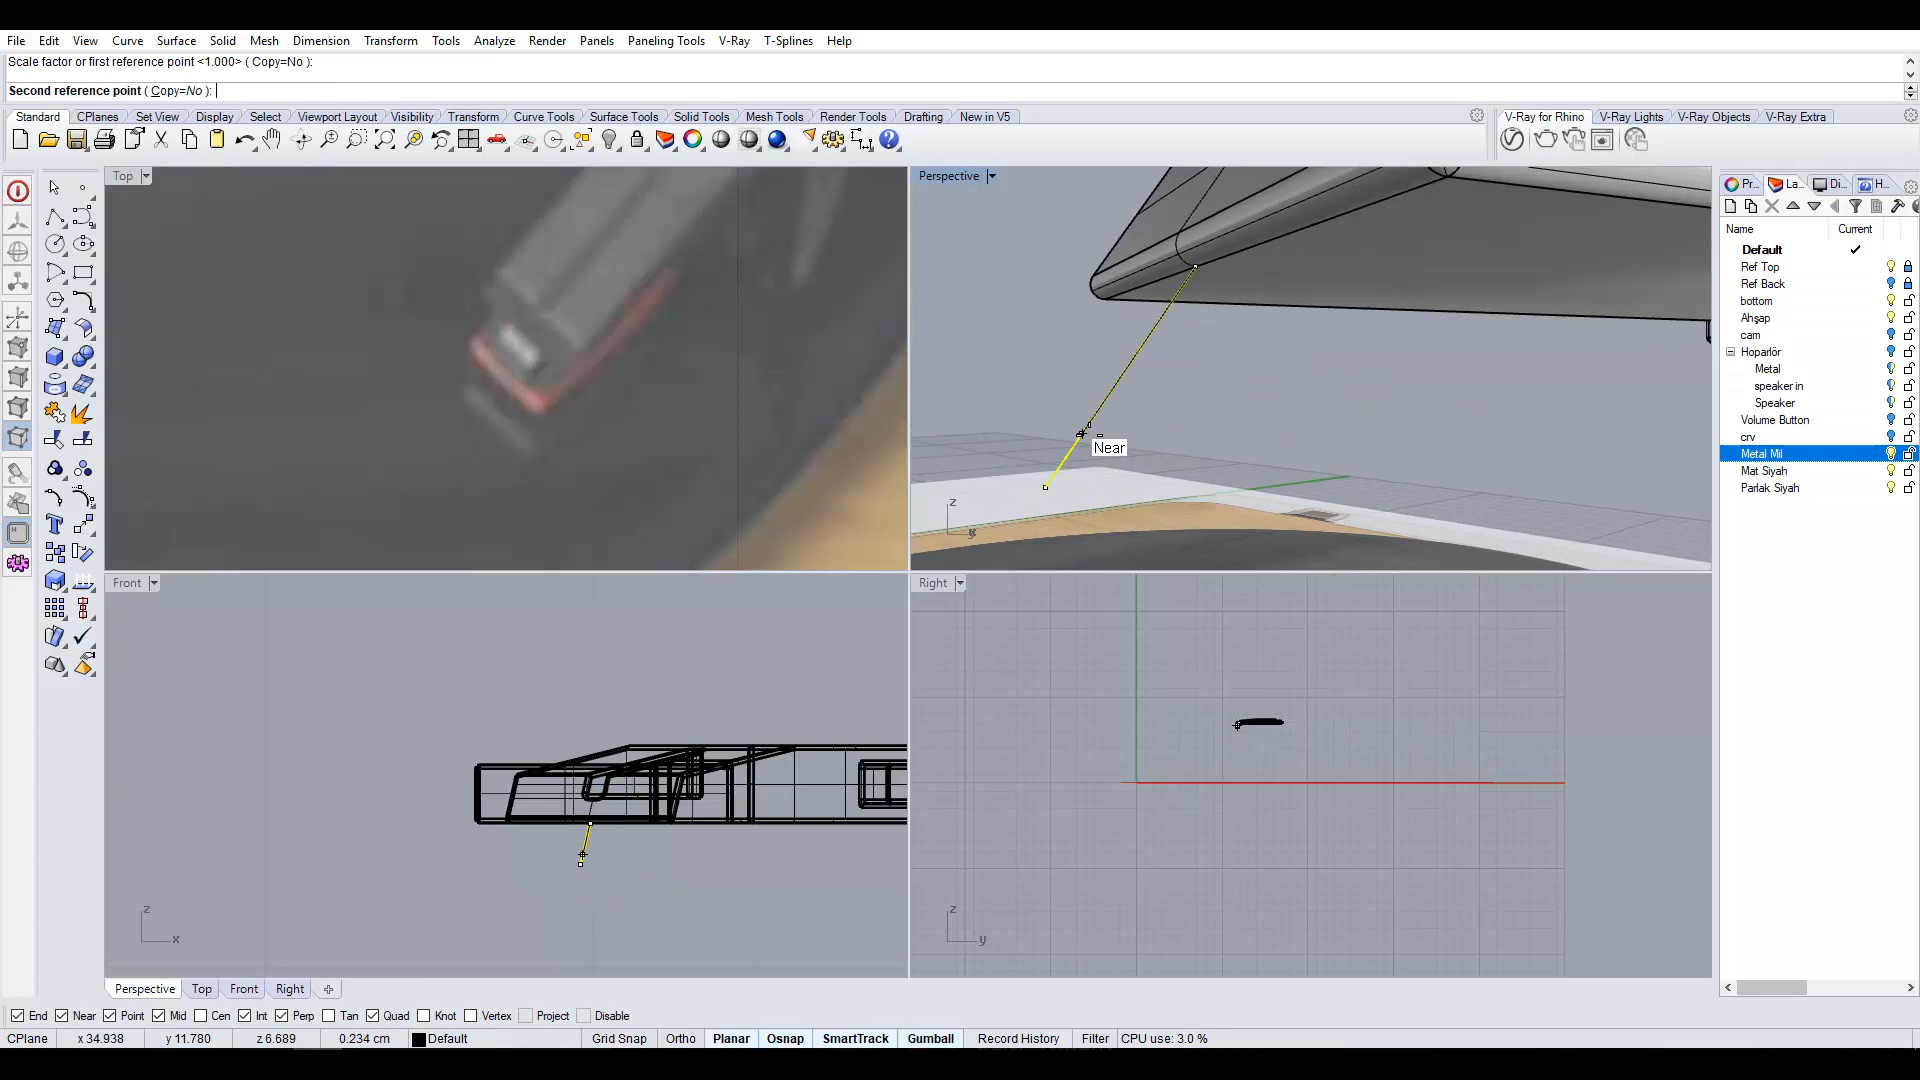 File Edit View Curve Surface Solid Mesh Dimension Transform Tools Analyze Render Panels Paneling Tools V-Ray T-Splines Help
Scale factor or first reference point <1.000> ( Copy=No ):
Second reference point ( Copy=No ):
Standard CPlanes Set View Display Select Viewport Layout Visibility Transform Curve Tools Surface Tools Solid Tools Mesh Tools Render Tools Drafting New in V5
V-Ray for Rhino V-Ray Lights V-Ray Objects V-Ray Extra
Top
Perspective
Pr... La... Di... H...
Name Current
Default
Ref Top
Ref Back
bottom
Ahşap
cam
Hoparlör
Metal
speaker in
Speaker
Volume Button
crv
Metal Mil
Mat Siyah
Parlak Siyah
Near
z
y
Front
Right
z
x
z
y
Perspective Top Front Right
End Near Point Mid Cen Int Perp Tan Quad Knot Vertex Project Disable
CPlane x 34.938 y 11.780 z 6.689 0.234 cm Default Grid Snap Ortho Planar Osnap SmartTrack Gumball Record History Filter CPU use: 3.0 %